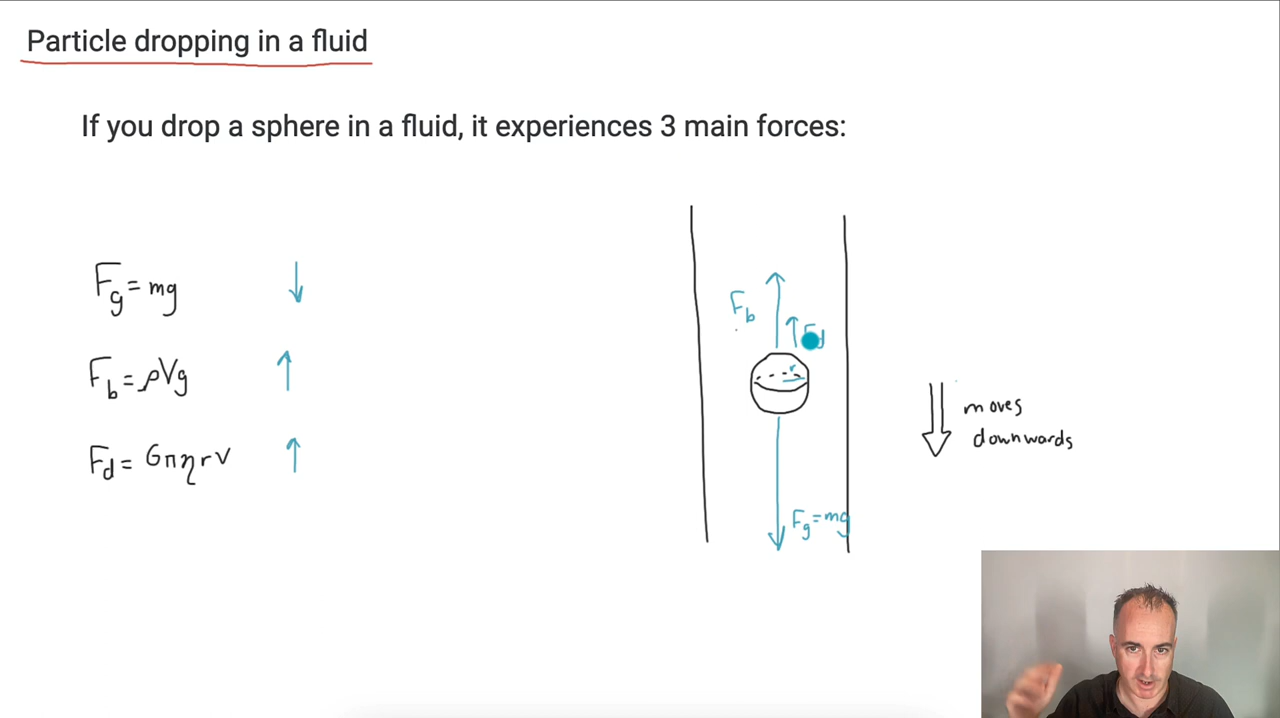 Particle dropping in a fluid
If you drop a sphere in a fluid, it experiences 3 main forces:
Fg = mg
Fb = ρVg
Fd = 6πηrv
Fb
Fd
r
Fg = mg
moves
downwards